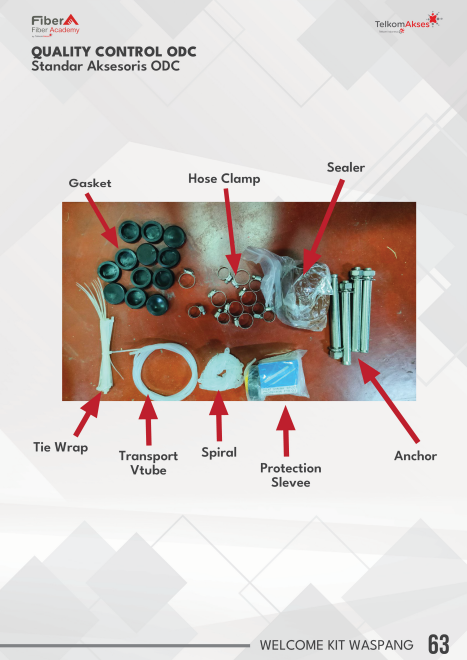 Fiber
Fiber Academy
TelkomAkses
QUALITY CONTROL ODC
Standar Aksesoris ODC
Sealer
Hose Clamp
Gasket
Tie Wrap
Transport
Vtube
Spiral
Protection
Slevee
Anchor
WELCOME KIT WASPANG 63